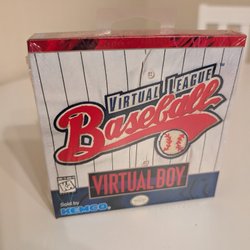 VIRTUAL LEAGUE
Baseball
VIRTUAL BOY
Sold by
KEMCO